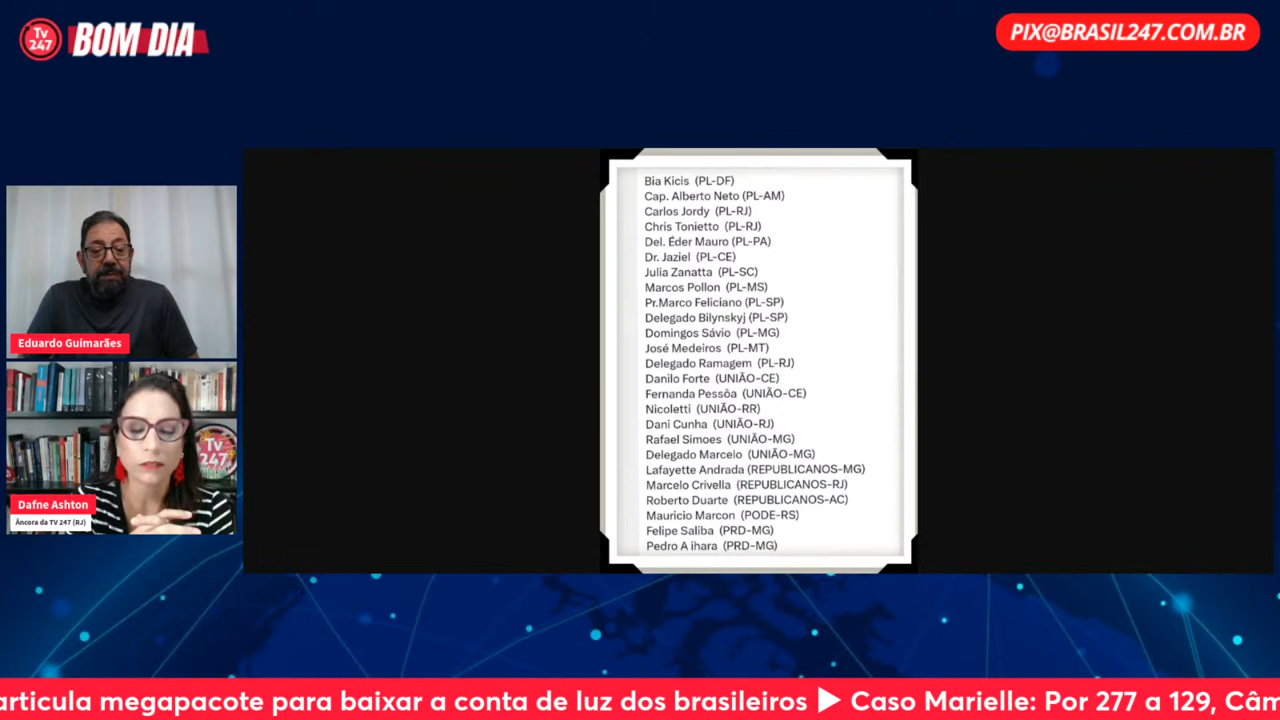 Tv 247 BOM DIA
PIX@BRASIL247.COM.BR
Bia Kicis (PL-DF)
Cap. Alberto Neto (PL-AM)
Carlos Jordy (PL-RJ)
Chris Tonietto (PL-RJ)
Del. Éder Mauro (PL-PA)
Dr. Jaziel (PL-CE)
Julia Zanatta (PL-SC)
Marcos Pollon (PL-MS)
Pr.Marco Feliciano (PL-SP)
Delegado Bilynskyj (PL-SP)
Domingos Sávio (PL-MG)
José Medeiros (PL-MT)
Delegado Ramagem (PL-RJ)
Danilo Forte (UNIÃO-CE)
Fernanda Pessôa (UNIÃO-CE)
Nicoletti (UNIÃO-RR)
Dani Cunha (UNIÃO-RJ)
Rafael Simoes (UNIÃO-MG)
Delegado Marcelo (UNIÃO-MG)
Lafayette Andrada (REPUBLICANOS-MG)
Marcelo Crivella (REPUBLICANOS-RJ)
Roberto Duarte (REPUBLICANOS-AC)
Mauricio Marcon (PODE-RS)
Felipe Saliba (PRD-MG)
Pedro A ihara (PRD-MG)
Eduardo Guimarães
Tv 247
Dafne Ashton
Âncora da TV 247 (RJ)
articula megapacote para baixar a conta de luz dos brasileiros ▶ Caso Marielle: Por 277 a 129, Câm